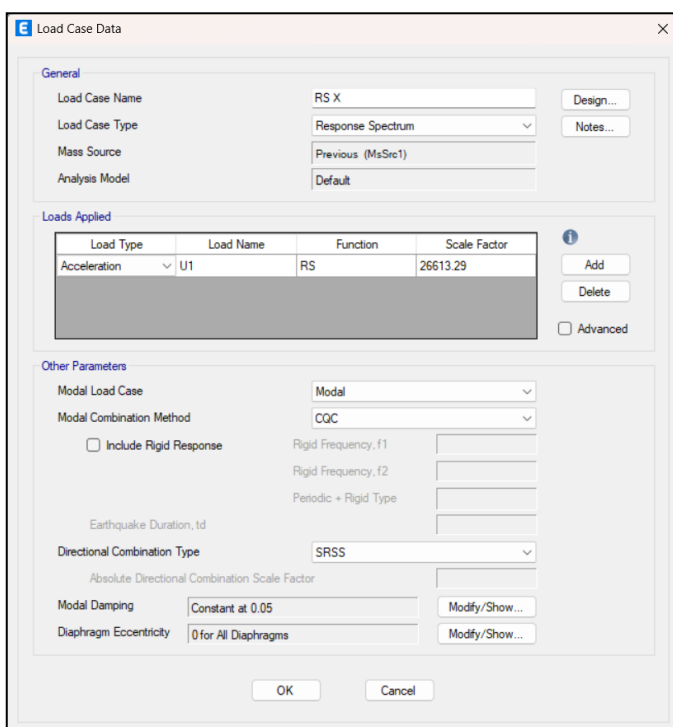 E Load Case Data
General
Load Case Name RS X Design...
Load Case Type Response Spectrum Notes...
Mass Source Previous (MsSrc1)
Analysis Model Default
Loads Applied
Load Type Load Name Function Scale Factor
Acceleration U1 RS 26613.29 Add
Delete
Advanced
Other Parameters
Modal Load Case Modal
Modal Combination Method CQC
Include Rigid Response Rigid Frequency, f1
Rigid Frequency, f2
Periodic + Rigid Type
Earthquake Duration, td
Directional Combination Type SRSS
Absolute Directional Combination Scale Factor
Modal Damping Constant at 0.05 Modify/Show...
Diaphragm Eccentricity 0 for All Diaphragms Modify/Show...
OK Cancel